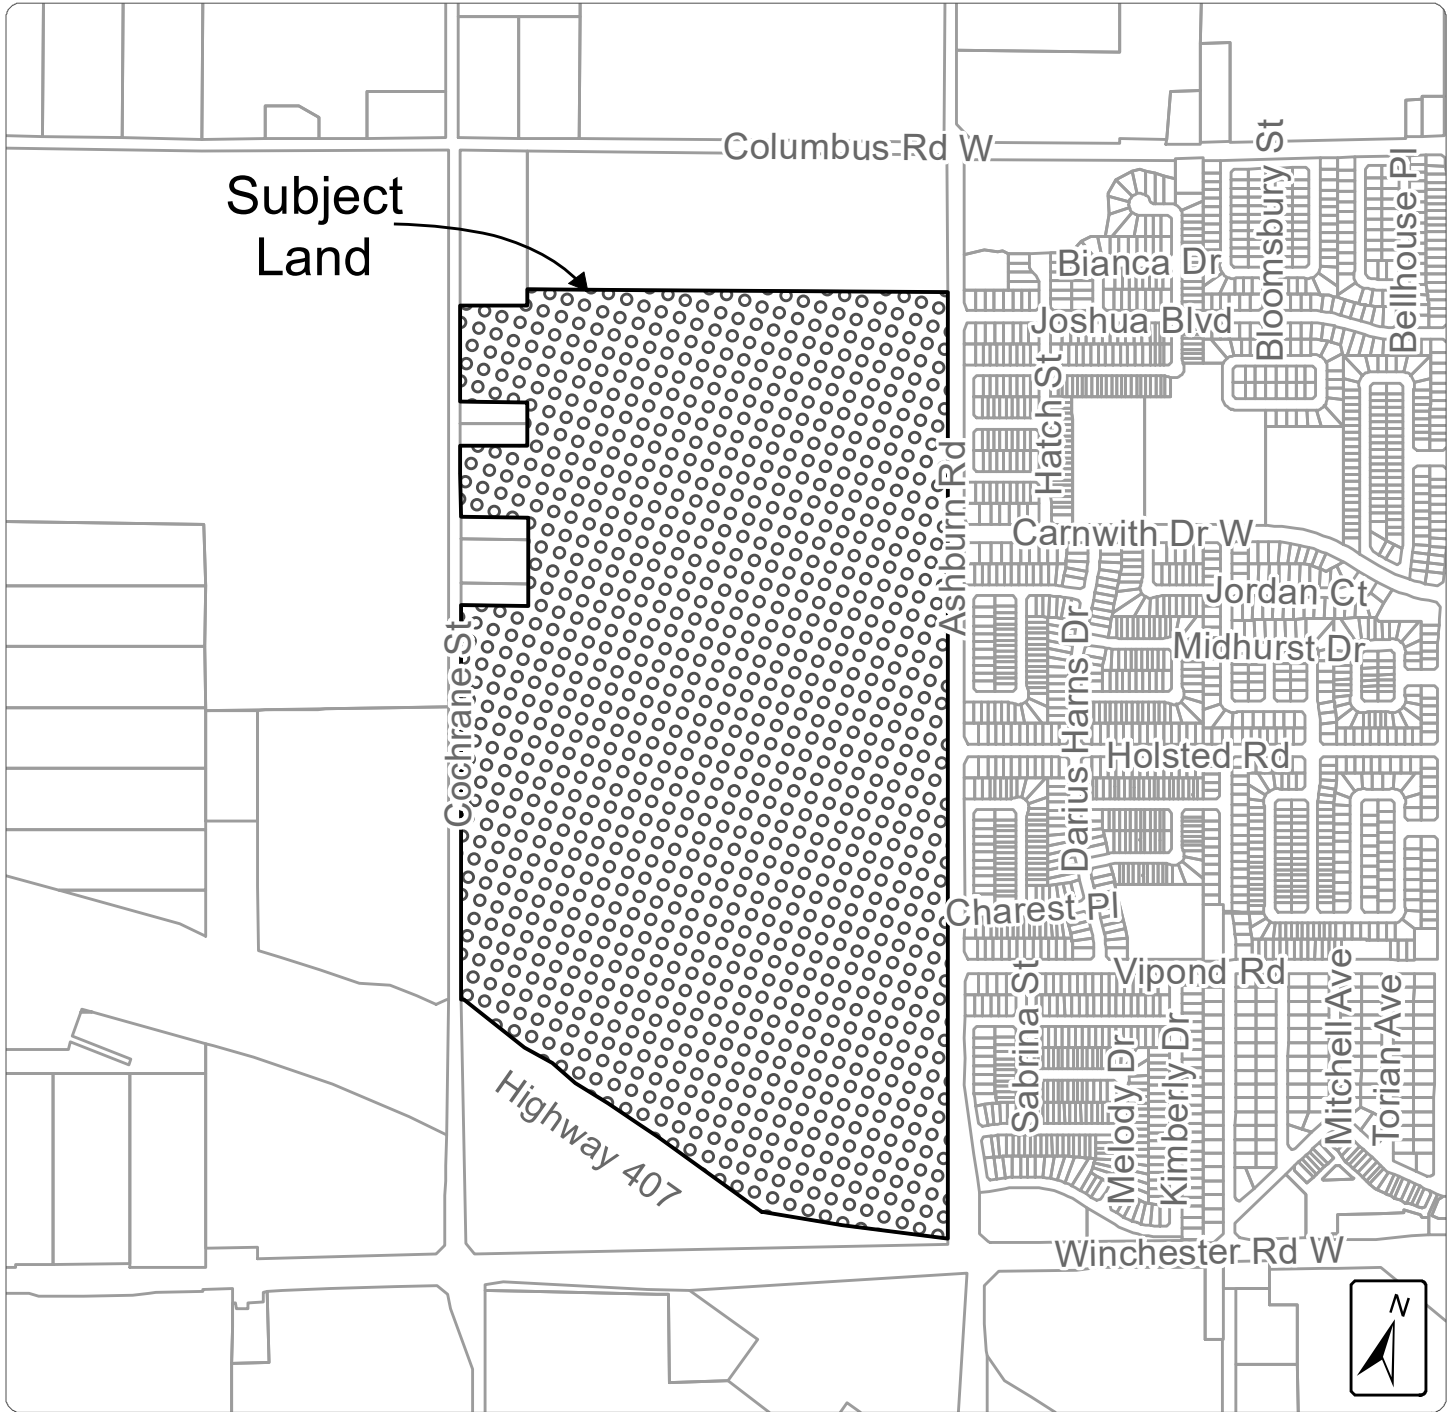 Columbus Rd W
Subject
Land
Bloomsbury St
Bellhouse Pl
Bianca Dr
Joshua Blvd
Hatch St
Ashburn Rd
Carnwith Dr W
Jordan Ct
Midhurst Dr
Cochrane St
Darius Harns Dr
Holsted Rd
Charest Pl
Vipond Rd
Sabrina St
Melody Dr
Kimberly Dr
Mitchell Ave
Torian Ave
Highway 407
Winchester Rd W
N